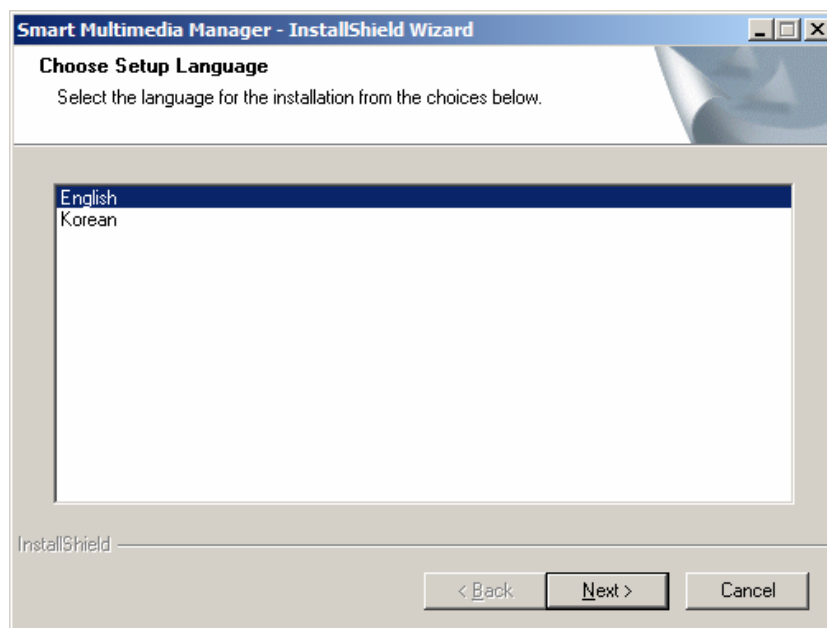 Smart Multimedia Manager - InstallShield Wizard
Choose Setup Language
Select the language for the installation from the choices below.
English
Korean
InstallShield
< Back
Next >
Cancel